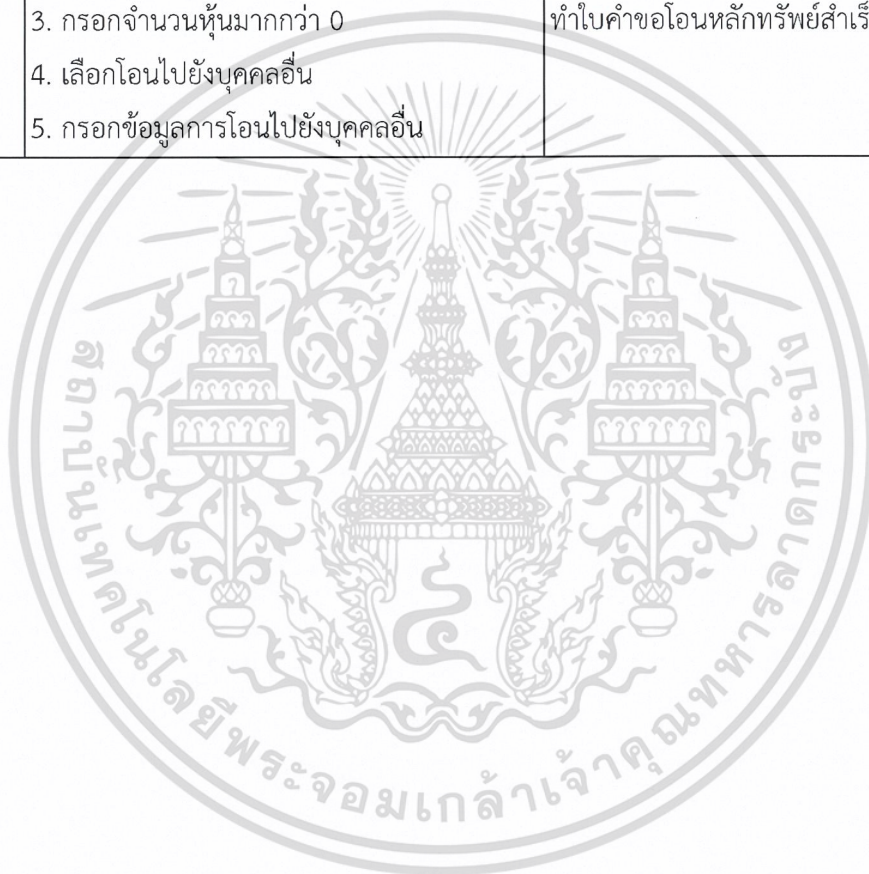 3. กรอกจำนวนหุ้นมากกว่า 0
ทำใบคำขอโอนหลักทรัพย์สำเร็
4. เลือกโอนไปยังบุคคลอื่น
5. กรอกข้อมูลการโอนไปยังบุคคลอื่น
สถาบันเทคโนโลยีพระจอมเกล้าเจ้าคุณทหารลาดกระบัง
๔